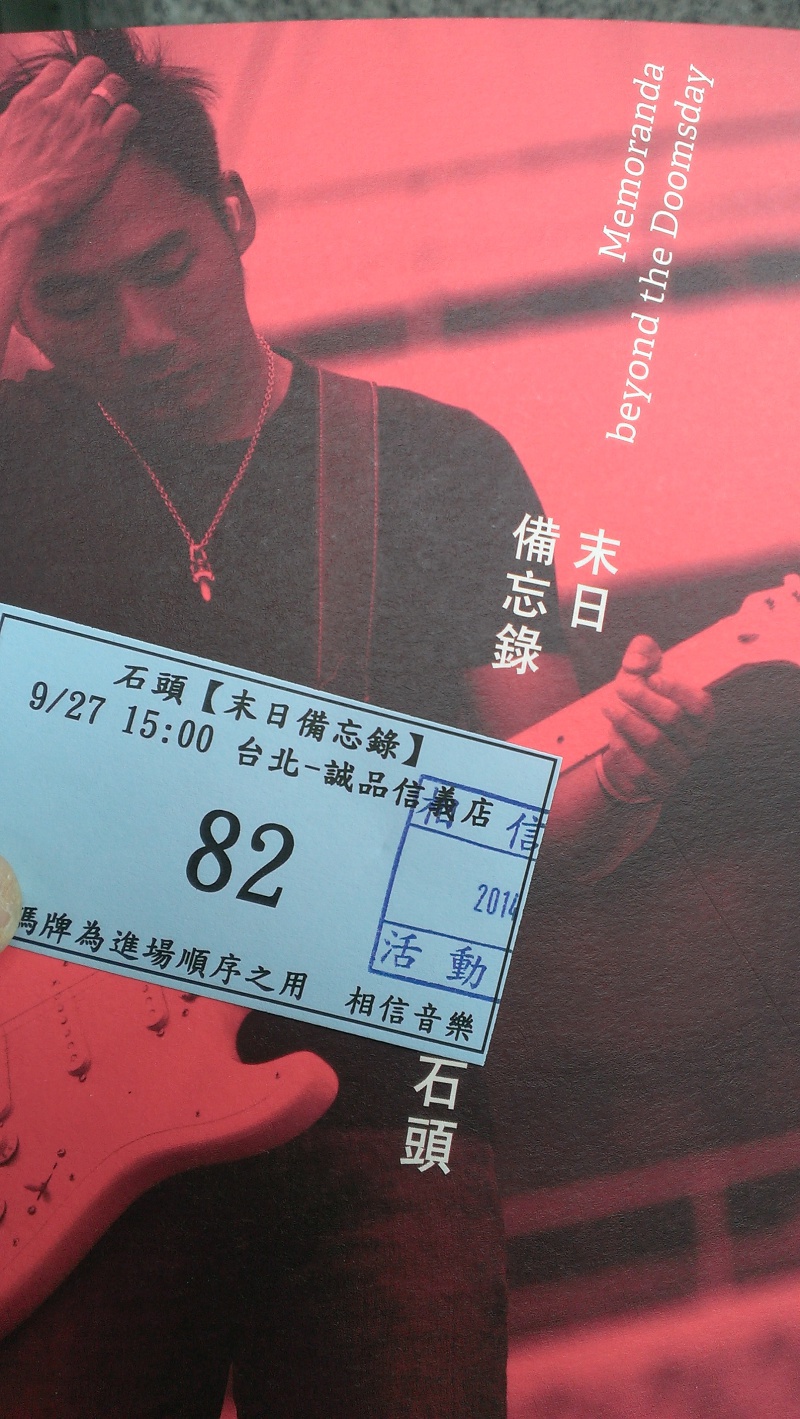 Memoranda
beyond the Doomsday
末日
備忘錄
石頭【末日備忘錄】
9/27 15:00 台北-誠品信義店
82
碼牌為進場順序之用
相信音樂
相信
2014
活動
石頭